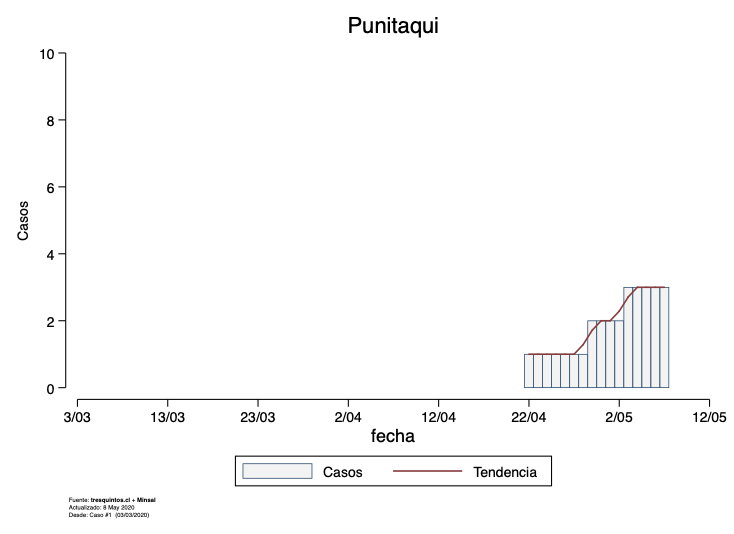 Punitaqui
10
8
6
4
2
0
Casos
3/03 13/03 23/03 2/04 12/04 22/04 2/05 12/05
fecha
Casos Tendencia
Fuente: tresquintos.cl + Minsal
Actualizado: 8 May 2020
Desde: Caso #1 (03/03/2020)